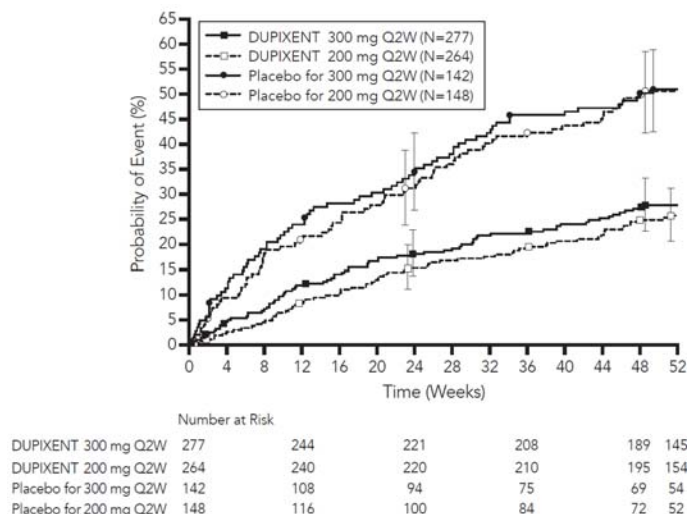 65
60
55
50
45
40
35
30
25
20
15
10
5
0
Probability of Event (%)
DUPIXENT 300 mg Q2W (N=277)
DUPIXENT 200 mg Q2W (N=264)
Placebo for 300 mg Q2W (N=142)
Placebo for 200 mg Q2W (N=148)
0 4 8 12 16 20 24 28 32 36 40 44 48 52
Time (Weeks)
Number at Risk
DUPIXENT 300 mg Q2W 277 244 221 208 189 145
DUPIXENT 200 mg Q2W 264 240 220 210 195 154
Placebo for 300 mg Q2W 142 108 94 75 69 54
Placebo for 200 mg Q2W 148 116 100 84 72 52